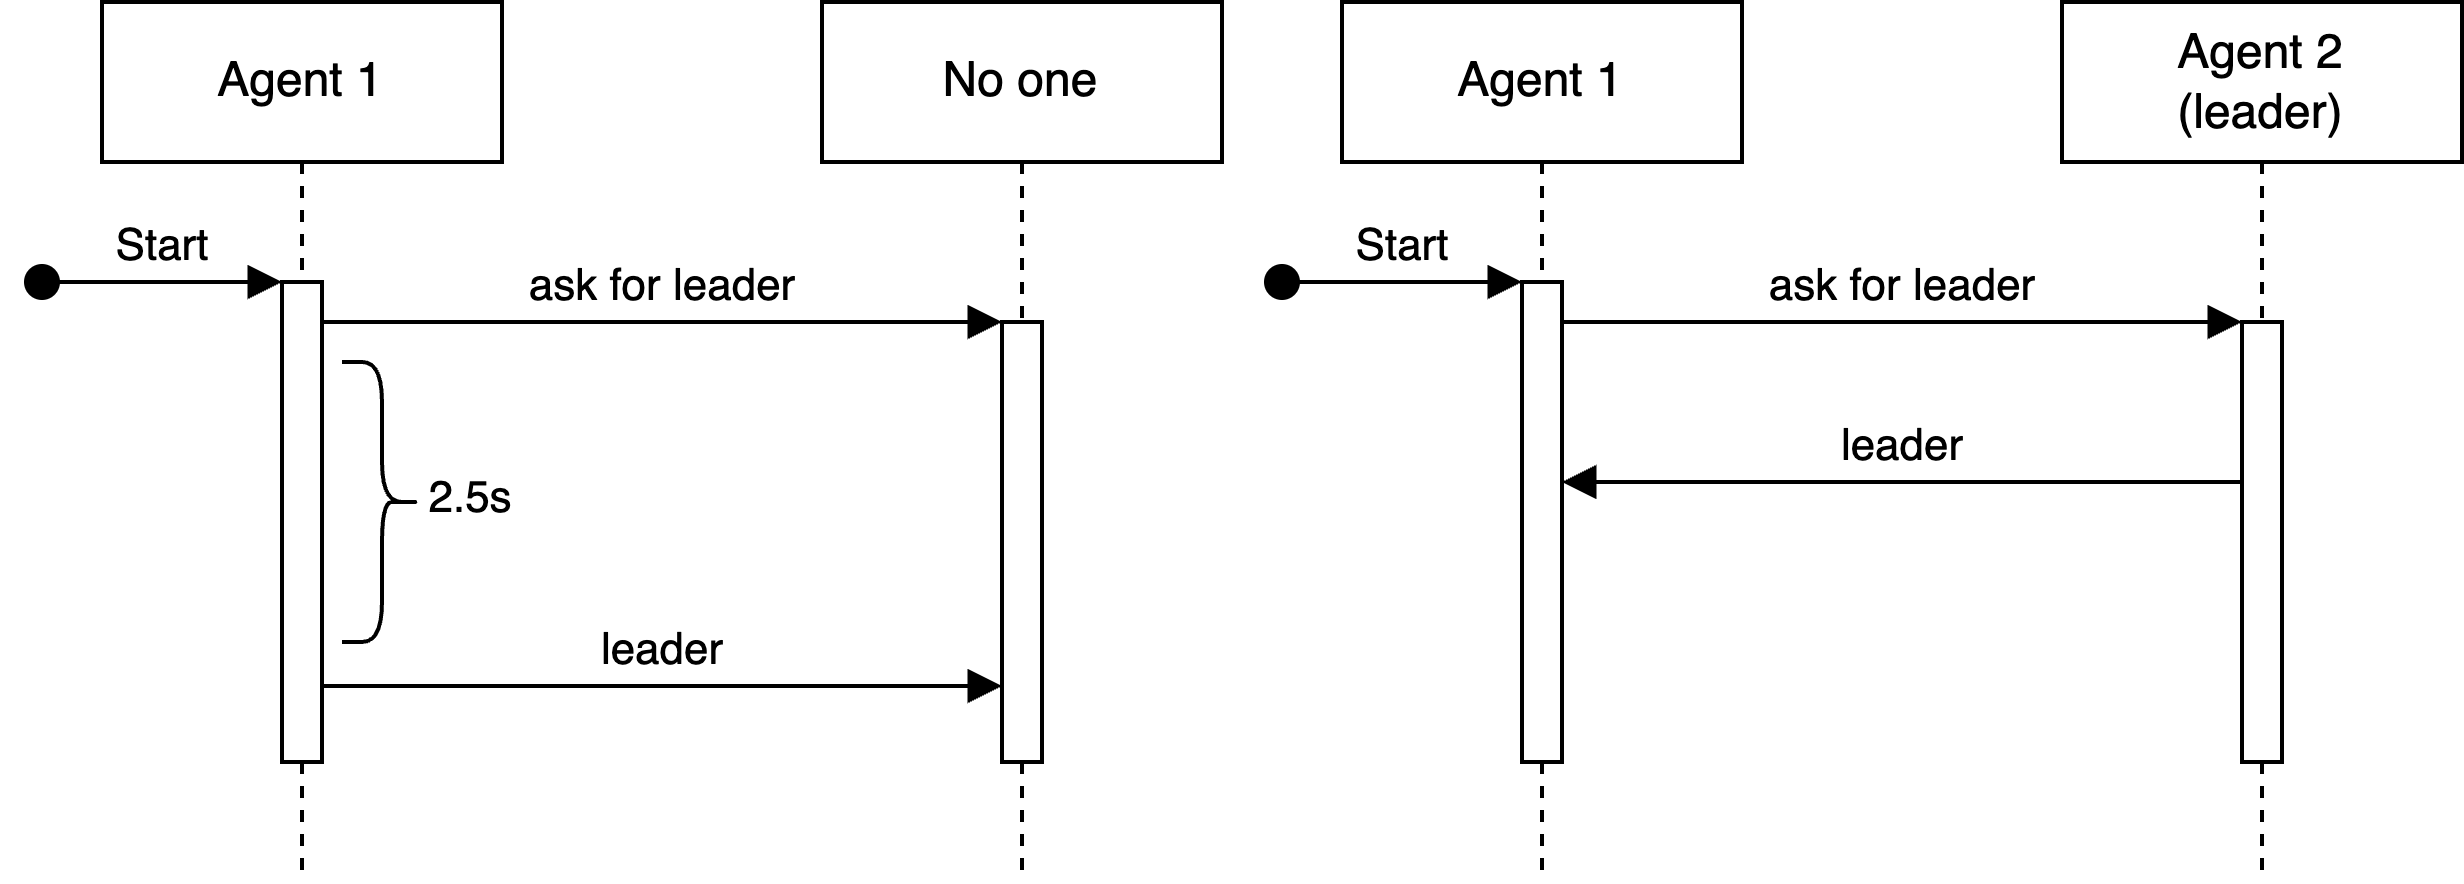 Agent 1
No one
Start
ask for leader
2.5s
leader
Agent 1
Agent 2
(leader)
Start
ask for leader
leader